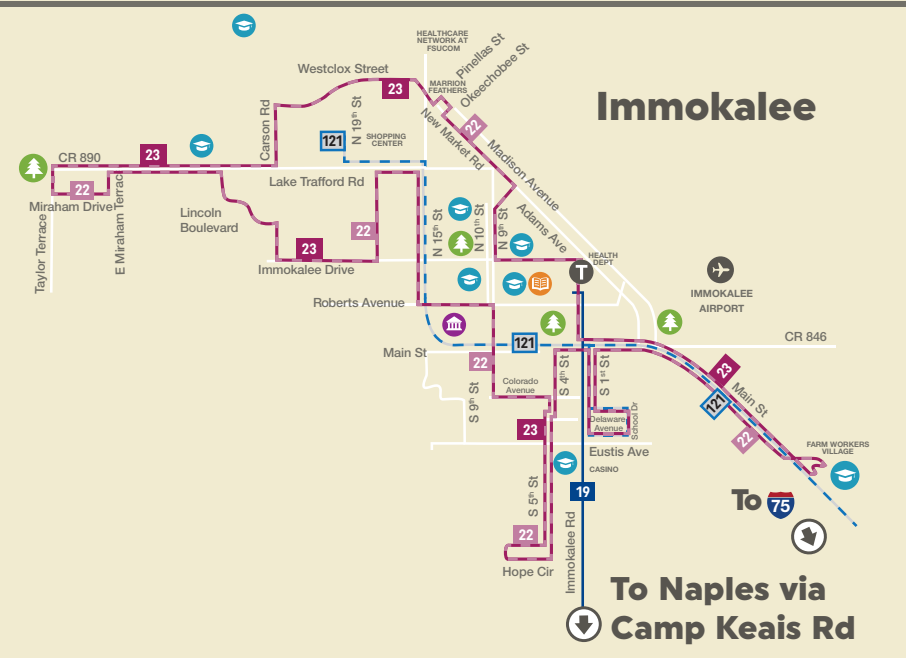 HEALTHCARE
NETWORK AT
FSUCOM
Pinellas St
Okeechobee St
Westclox Street
23
MARRION
FEATHERS
Immokalee
22
New Market Rd
Madison Avenue
Carson Rd
N 19th St
121
SHOPPING
CENTER
23
CR 890
Lake Trafford Rd
22
Miraham Drive
E Miraham Terrac
Taylor Terrace
Lincoln
Boulevard
22
23
Immokalee Drive
N 15th St
N 10th St
N 9th St
Adams Ave
HEALTH
DEPT
T
IMMOKALEE
AIRPORT
Roberts Avenue
121
Main St
CR 846
22
Colorado
Avenue
S 9th St
S 4th St
S 1st St
23
Delaware
Avenue
School Dr
Eustis Ave
CASINO
23
121
22
Main St
FARM WORKERS
VILLAGE
S 5th St
19
To
75
22
Hope Cir
Immokalee Rd
To Naples via
Camp Keais Rd